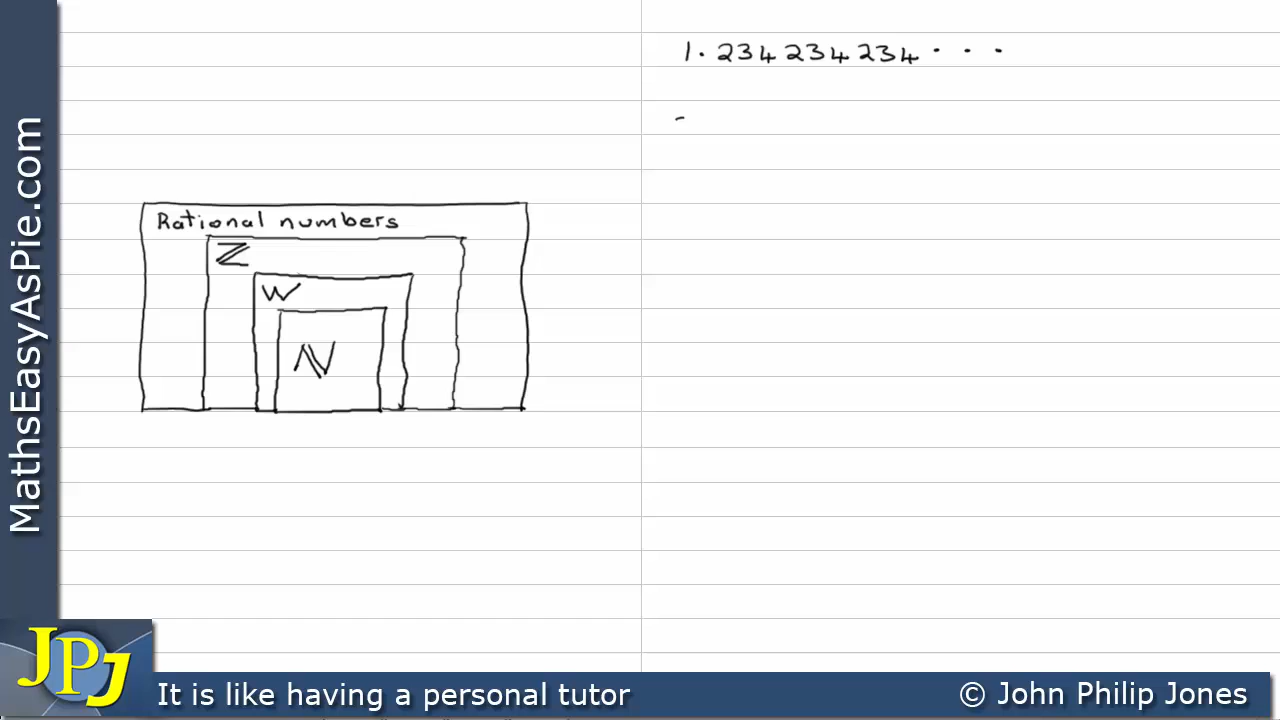 MathsEasyAsPie.com
1.234234234...
Rational numbers
ℤ
W
ℕ
JPJ
It is like having a personal tutor
© John Philip Jones